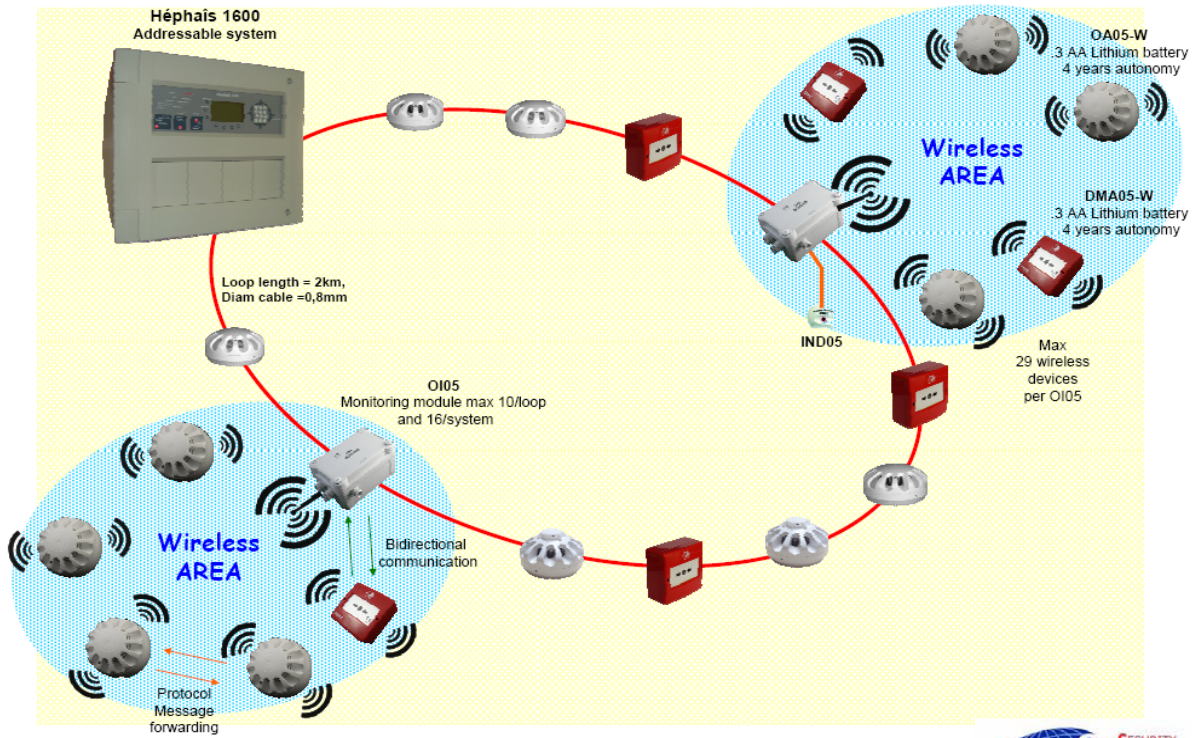 Héphaîs 1600
Addressable system
OA05-W
.3 AA Lithium battery
4 years autonomy
Wireless
AREA
DMA05-W
.3 AA Lithium battery
4 years autonomy
Loop length = 2km,
Diam cable =0,8mm
IND05
Max
29 wireless
devices
per OI05
OI05
Monitoring module max 10/loop
and 16/system
Wireless
AREA
Bidirectional
communication
Protocol
Message
forwarding
SECURITY